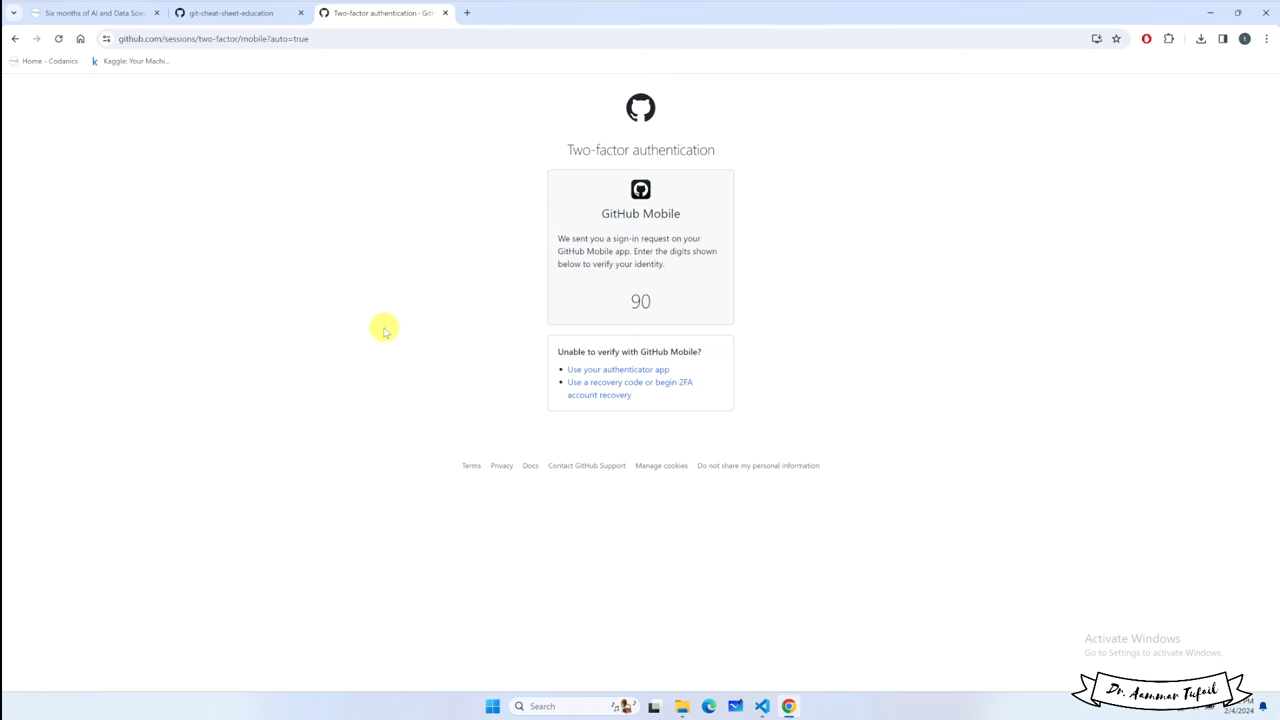 Six months of AI and Data Scien
git-cheat-sheet-education
Two-factor authentication · Git
github.com/sessions/two-factor/mobile?auto=true
Home - Codanics
Kaggle: Your Machi...
Two-factor authentication
GitHub Mobile
We sent you a sign-in request on your
GitHub Mobile app. Enter the digits shown
below to verify your identity.
90
Unable to verify with GitHub Mobile?
• Use your authenticator app
• Use a recovery code or begin 2FA
account recovery
Terms Privacy Docs Contact GitHub Support Manage cookies Do not share my personal information
Activate Windows
Go to Settings to activate Windows.
Dr. Aammar Tufail
Search
2/4/2024